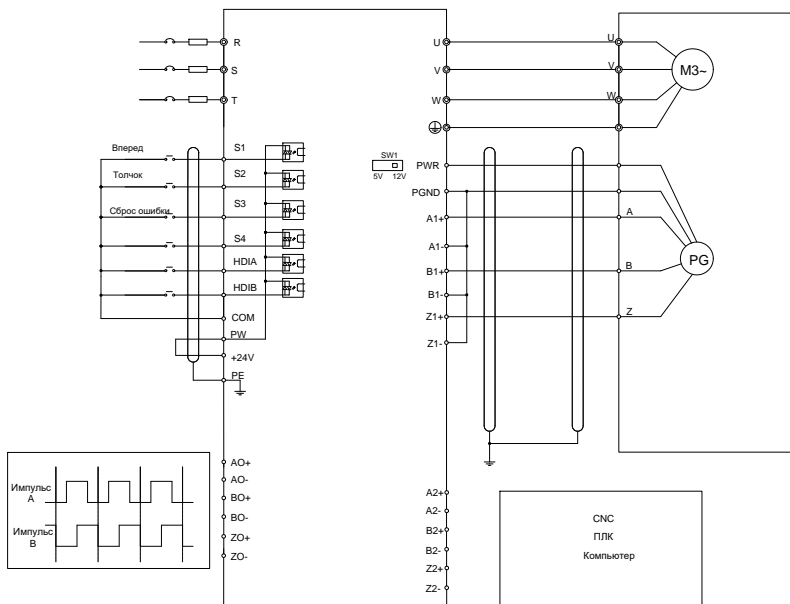 R
U
U
S
V
V
M3~
T
W
W
Вперед
S1
SW1
5V 12V
PWR
Толчок
S2
PGND
Сброс ошибки
S3
A1+
A
S4
A1-
HDIA
B1+
B
PG
HDIB
B1-
COM
Z1+
Z
PW
+24V
Z1-
PE
AO+
AO-
BO+
BO-
ZO+
ZO-
Импульс
A
Импульс
B
A2+
A2-
B2+
B2-
Z2+
Z2-
CNC
ПЛК
Компьютер